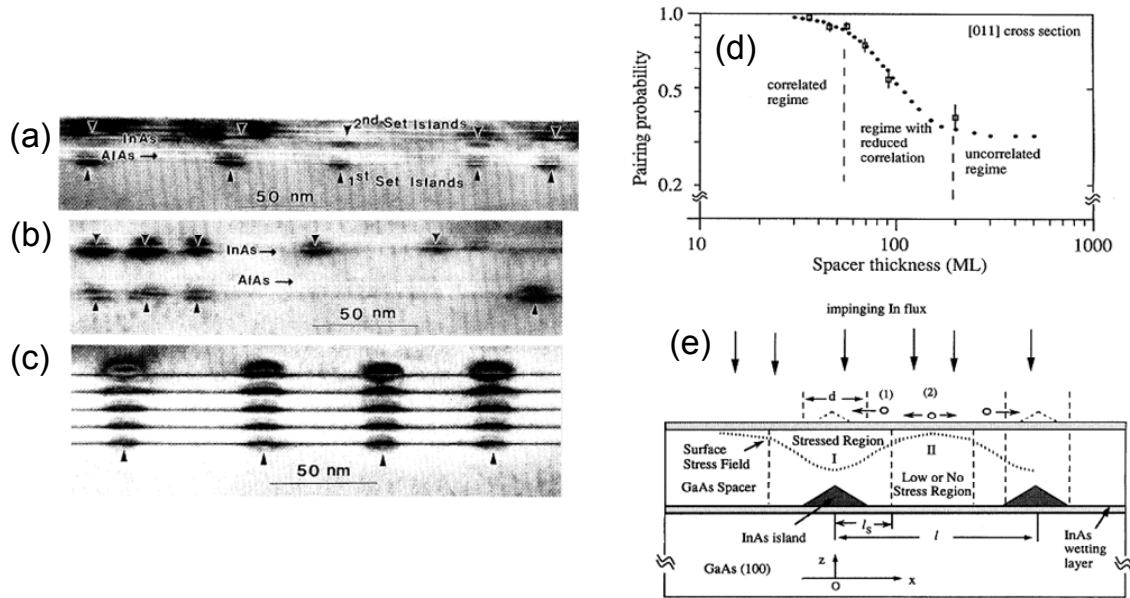 (a)
2nd Set Islands
InAs
AlAs →
1st Set Islands
50 nm
(b)
InAs →
AlAs →
50 nm
(c)
50 nm
(d)
[011] cross section
1.0
0.5
0.2
Pairing probability
correlated
regime
regime with
reduced
correlation
uncorrelated
regime
10
100
1000
Spacer thickness (ML)
(e)
impinging In flux
d
(1)
(2)
Surface
Stress Field
Stressed Region
I
II
GaAs Spacer
Low or No
Stress Region
InAs island
ls
l
InAs
wetting
layer
GaAs (100)
z
O
x